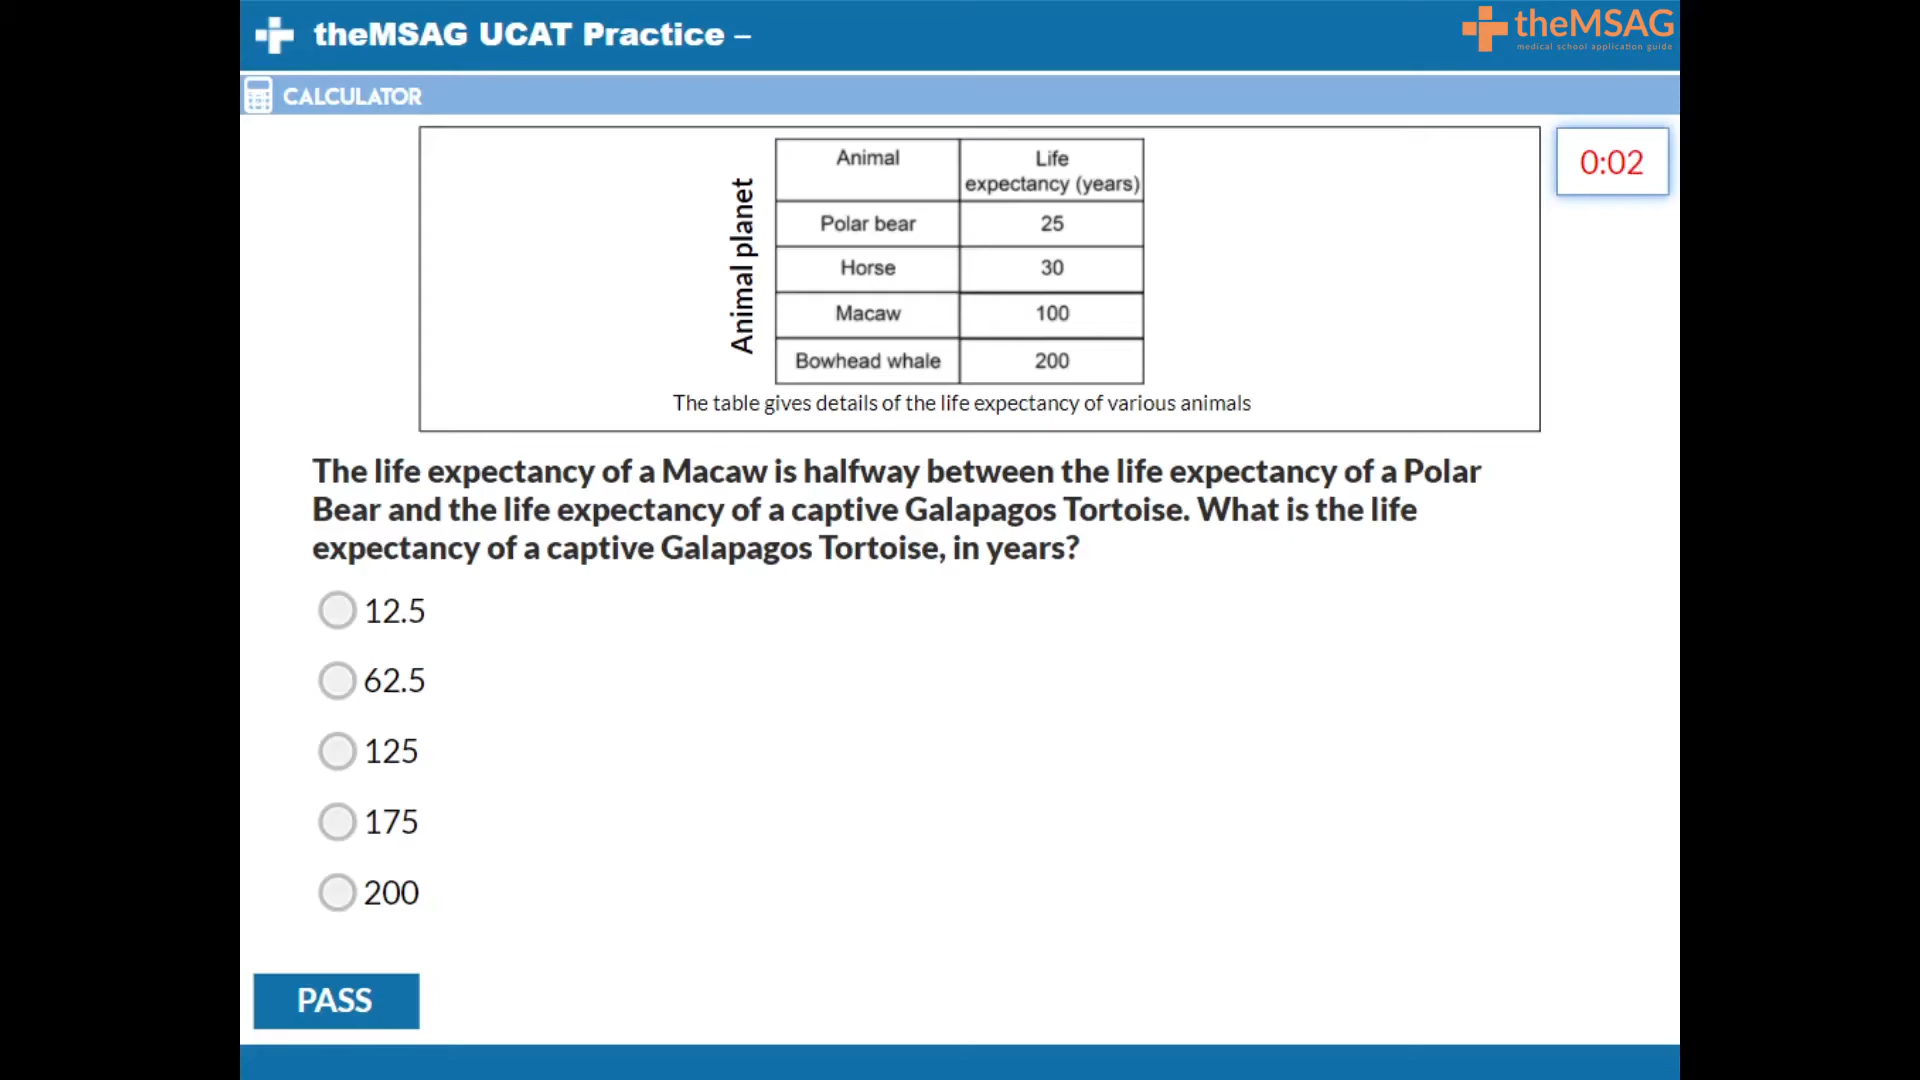 theMSAG UCAT Practice –
theMSAG
medical school application guide
CALCULATOR
0:02
Animal planet
Animal Life expectancy (years)
Polar bear 25
Horse 30
Macaw 100
Bowhead whale 200
The table gives details of the life expectancy of various animals
The life expectancy of a Macaw is halfway between the life expectancy of a Polar
Bear and the life expectancy of a captive Galapagos Tortoise. What is the life
expectancy of a captive Galapagos Tortoise, in years?
12.5
62.5
125
175
200
PASS